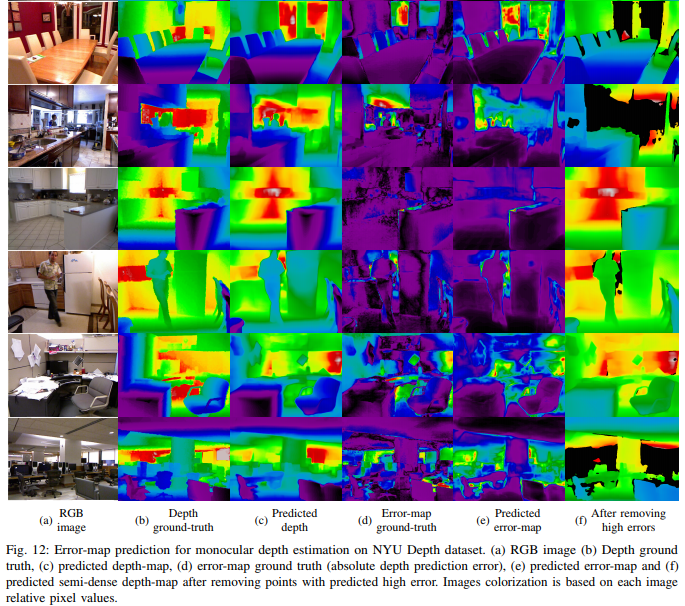 (a) RGB image
(b) Depth ground-truth
(c) Predicted depth
(d) Error-map ground-truth
(e) Predicted error-map
(f) After removing high errors
Fig. 12: Error-map prediction for monocular depth estimation on NYU Depth dataset. (a) RGB image (b) Depth ground
truth, (c) predicted depth-map, (d) error-map ground truth (absolute depth prediction error), (e) predicted error-map and (f)
predicted semi-dense depth-map after removing points with predicted high error. Images colorization is based on each image
relative pixel values.